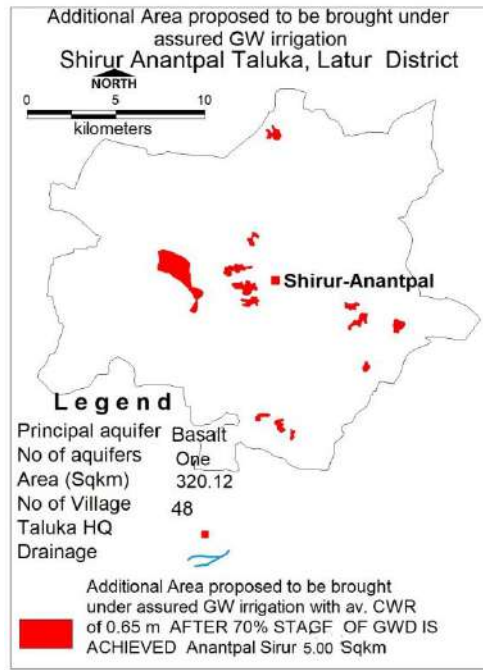 Additional Area proposed to be brought under
assured GW irrigation
Shirur Anantpal Taluka, Latur District
NORTH
0 5 10
kilometers
Shirur-Anantpal
Legend
Principal aquifer Basalt
No of aquifers One
Area (Sqkm) 320.12
No of Village 48
Taluka HQ
Drainage
Additional Area proposed to be brought
under assured GW irrigation with av. CWR
of 0.65 m AFTER 70% STAGE OF GWD IS
ACHIEVED Anantpal Sirur 5.00 Sqkm